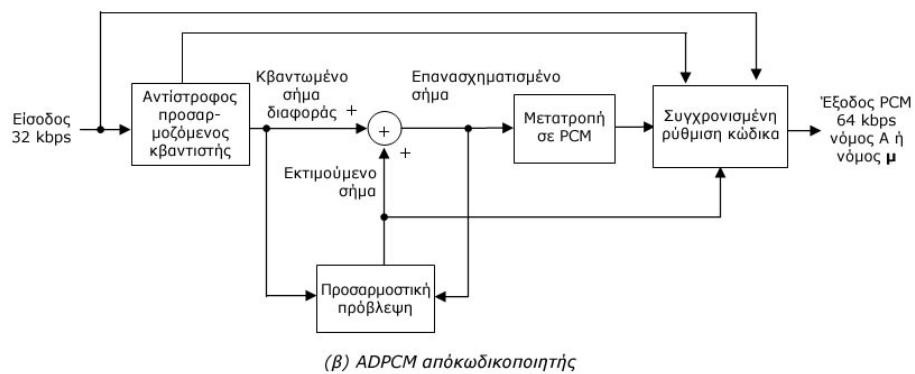 Είσοδος
32 kbps
Αντίστροφος
προσαρ-
μοζόμενος
κβαντιστής
Κβαντωμένο
σήμα
διαφοράς +
+
+
Εκτιμούμενο
σήμα
Επανασχηματισμένο
σήμα
Μετατροπή
σε PCM
Συγχρονισμένη
ρύθμιση κώδικα
Έξοδος PCM
64 kbps
νόμος Α ή
νόμος μ
Προσαρμοστική
πρόβλεψη
(β) ADPCM απόκωδικοποιητής